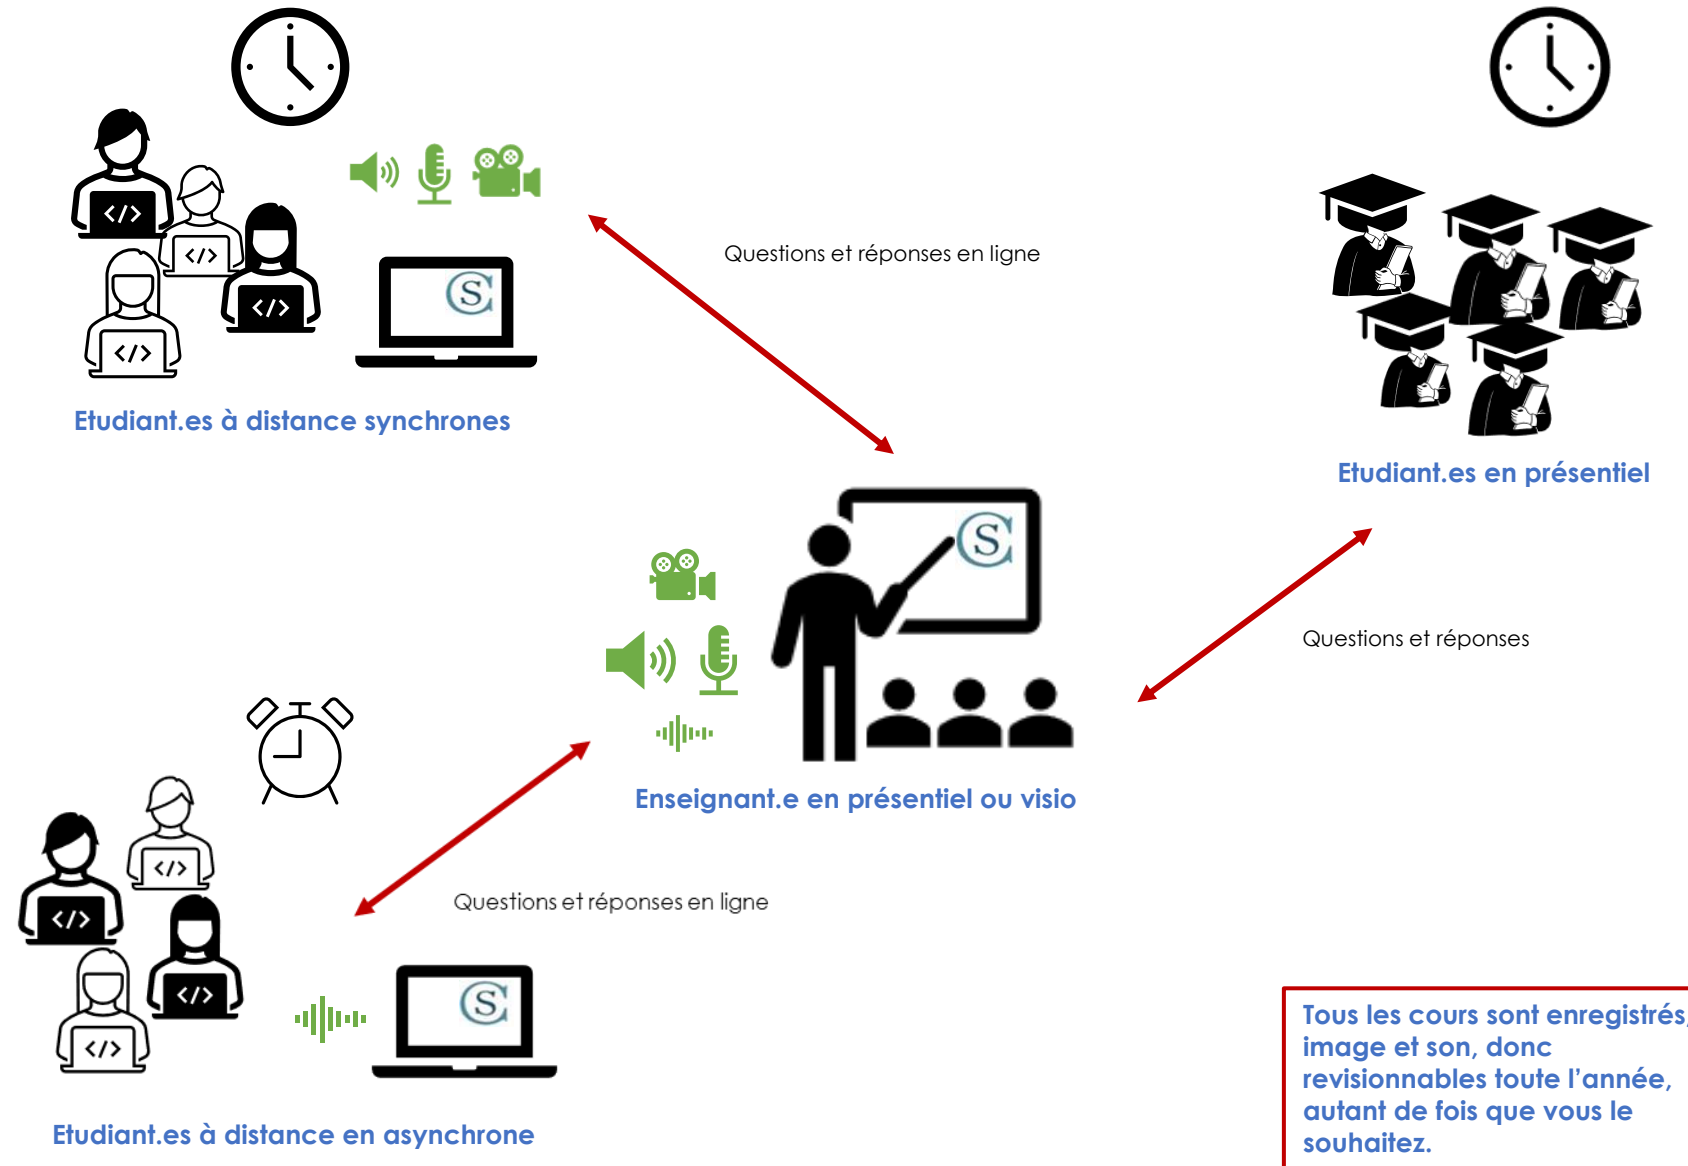 Questions et réponses en ligne
Etudiant.es à distance synchrones
Etudiant.es en présentiel
Questions et réponses
Enseignant.e en présentiel ou visio
Questions et réponses en ligne
Etudiant.es à distance en asynchrone
Tous les cours sont enregistrés,
image et son, donc
revisionnables toute l’année,
autant de fois que vous le
souhaitez.